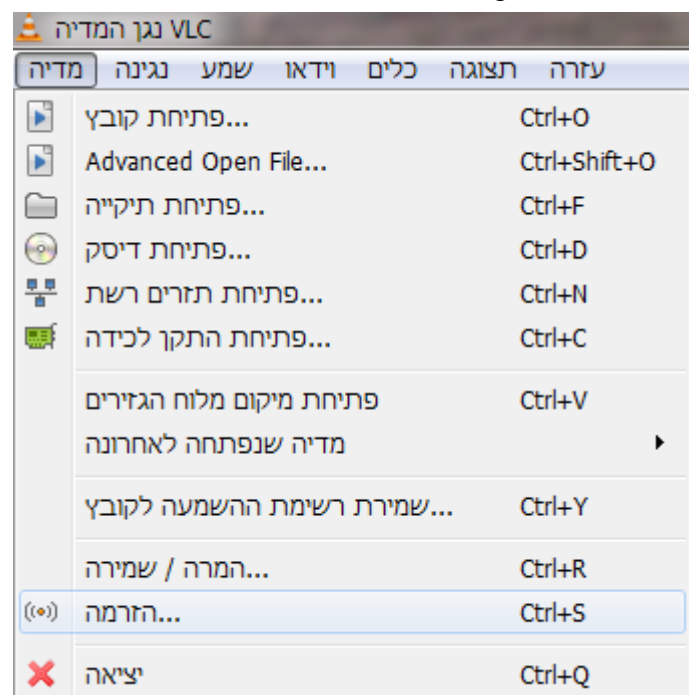 נגן המדיה VLC
מדיה נגינה שמע וידאו כלים תצוגה עזרה
פתיחת קובץ... Ctrl+O
Advanced Open File... Ctrl+Shift+O
פתיחת תיקייה... Ctrl+F
פתיחת דיסק... Ctrl+D
פתיחת תזרים רשת... Ctrl+N
פתיחת התקן לכידה... Ctrl+C
פתיחת מיקום מלוח הגזירים Ctrl+V
מדיה שנפתחה לאחרונה
שמירת רשימת ההשמעה לקובץ... Ctrl+Y
המרה / שמירה... Ctrl+R
הזרמה... Ctrl+S
יציאה Ctrl+Q